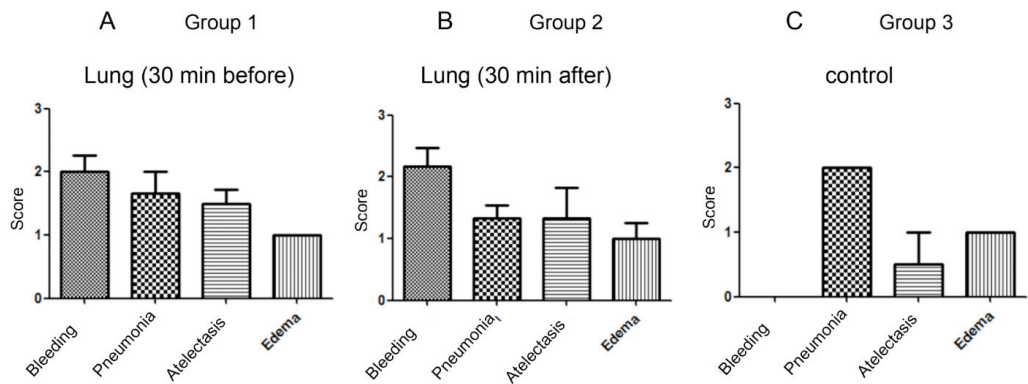 A Group 1
Lung (30 min before)
3
2
1
0
Score
Bleeding
Pneumonia
Atelectasis
Edema
B Group 2
Lung (30 min after)
3
2
1
0
Score
Bleeding
Pneumonia
Atelectasis
Edema
C Group 3
control
3
2
1
0
Score
Bleeding
Pneumonia
Atelectasis
Edema